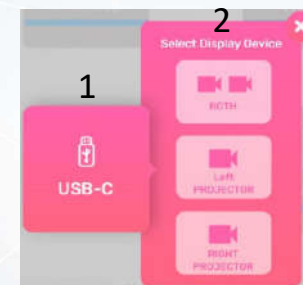 2
Select Display Device
1
BOTH
USB-C
Left
PROJECTOR
RIGHT
PROJECTOR